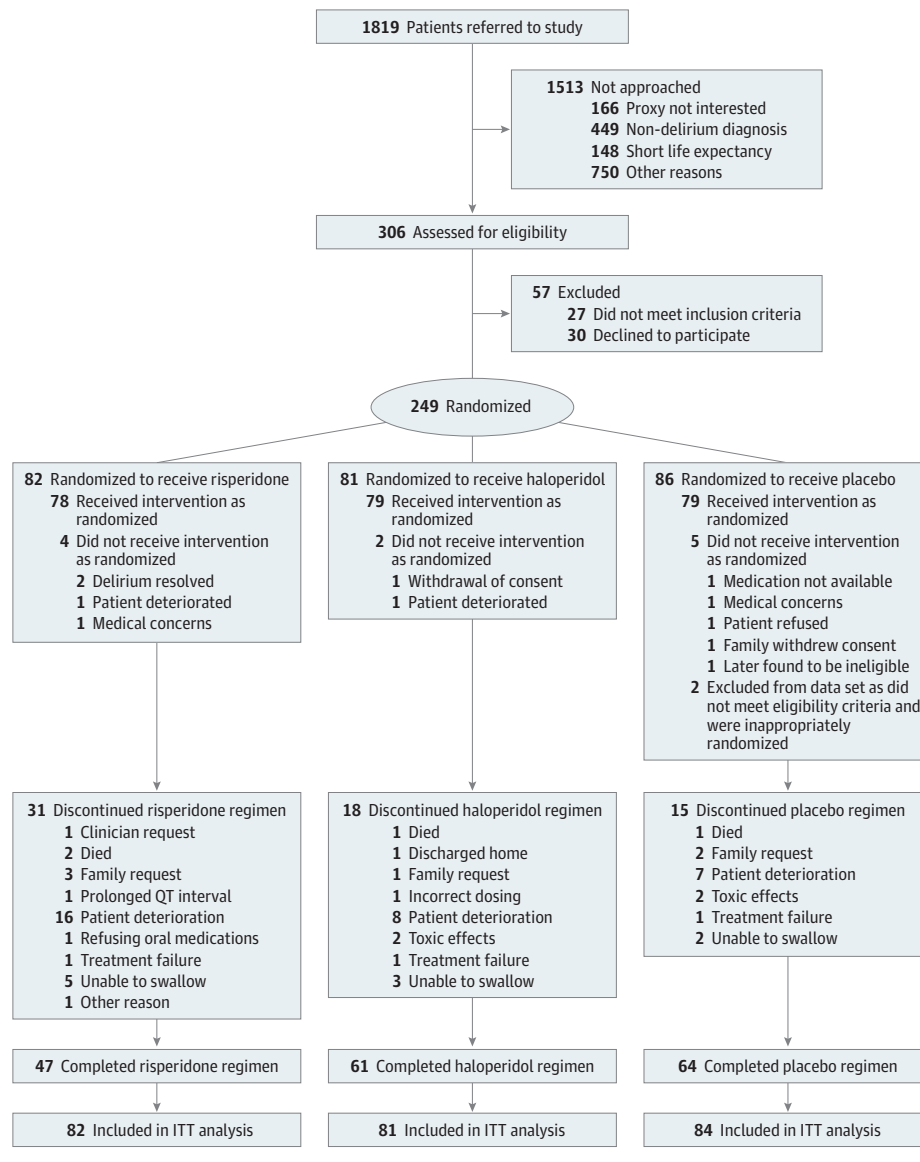 1819 Patients referred to study
1513 Not approached
166 Proxy not interested
449 Non-delirium diagnosis
148 Short life expectancy
750 Other reasons
306 Assessed for eligibility
57 Excluded
27 Did not meet inclusion criteria
30 Declined to participate
249 Randomized
82 Randomized to receive risperidone
78 Received intervention as
randomized
4 Did not receive intervention
as randomized
2 Delirium resolved
1 Patient deteriorated
1 Medical concerns
81 Randomized to receive haloperidol
79 Received intervention as
randomized
2 Did not receive intervention
as randomized
1 Withdrawal of consent
1 Patient deteriorated
86 Randomized to receive placebo
79 Received intervention as
randomized
5 Did not receive intervention
as randomized
1 Medication not available
1 Medical concerns
1 Patient refused
1 Family withdrew consent
1 Later found to be ineligible
2 Excluded from data set as did
not meet eligibility criteria and
were inappropriately
randomized
31 Discontinued risperidone regimen
1 Clinician request
2 Died
3 Family request
1 Prolonged QT interval
16 Patient deterioration
1 Refusing oral medications
1 Treatment failure
5 Unable to swallow
1 Other reason
18 Discontinued haloperidol regimen
1 Died
1 Discharged home
1 Family request
1 Incorrect dosing
8 Patient deterioration
2 Toxic effects
1 Treatment failure
3 Unable to swallow
15 Discontinued placebo regimen
1 Died
2 Family request
7 Patient deterioration
2 Toxic effects
1 Treatment failure
2 Unable to swallow
47 Completed risperidone regimen
61 Completed haloperidol regimen
64 Completed placebo regimen
82 Included in ITT analysis
81 Included in ITT analysis
84 Included in ITT analysis